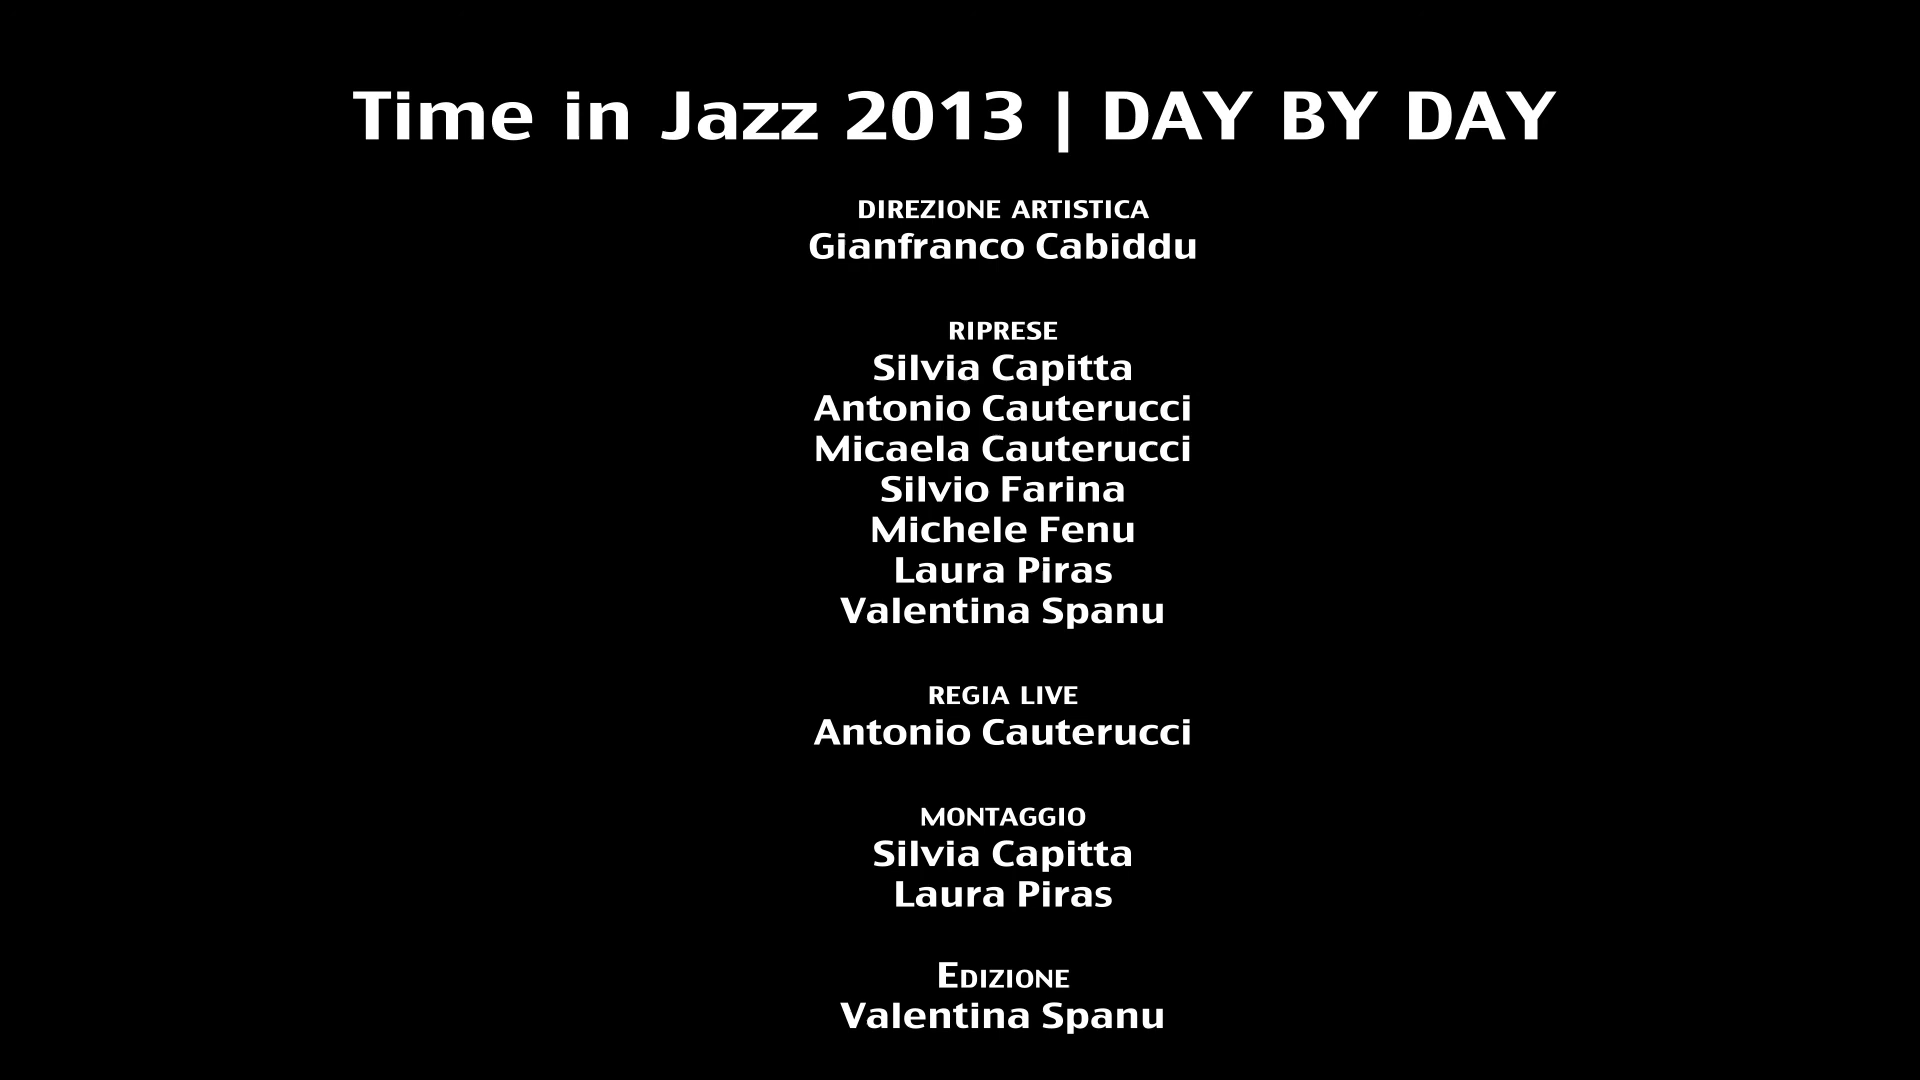 Time in Jazz 2013 | DAY BY DAY
DIREZIONE ARTISTICA
Gianfranco Cabiddu
RIPRESE
Silvia Capitta
Antonio Cauterucci
Micaela Cauterucci
Silvio Farina
Michele Fenu
Laura Piras
Valentina Spanu
REGIA LIVE
Antonio Cauterucci
MONTAGGIO
Silvia Capitta
Laura Piras
EDIZIONE
Valentina Spanu